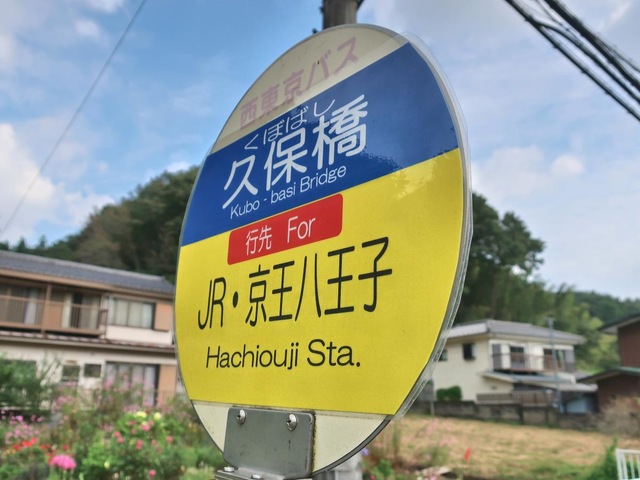 西東京バス
くぼばし
久保橋
Kubo - basi Bridge
行先 For
JR・京王八王子
Hachiouji Sta.